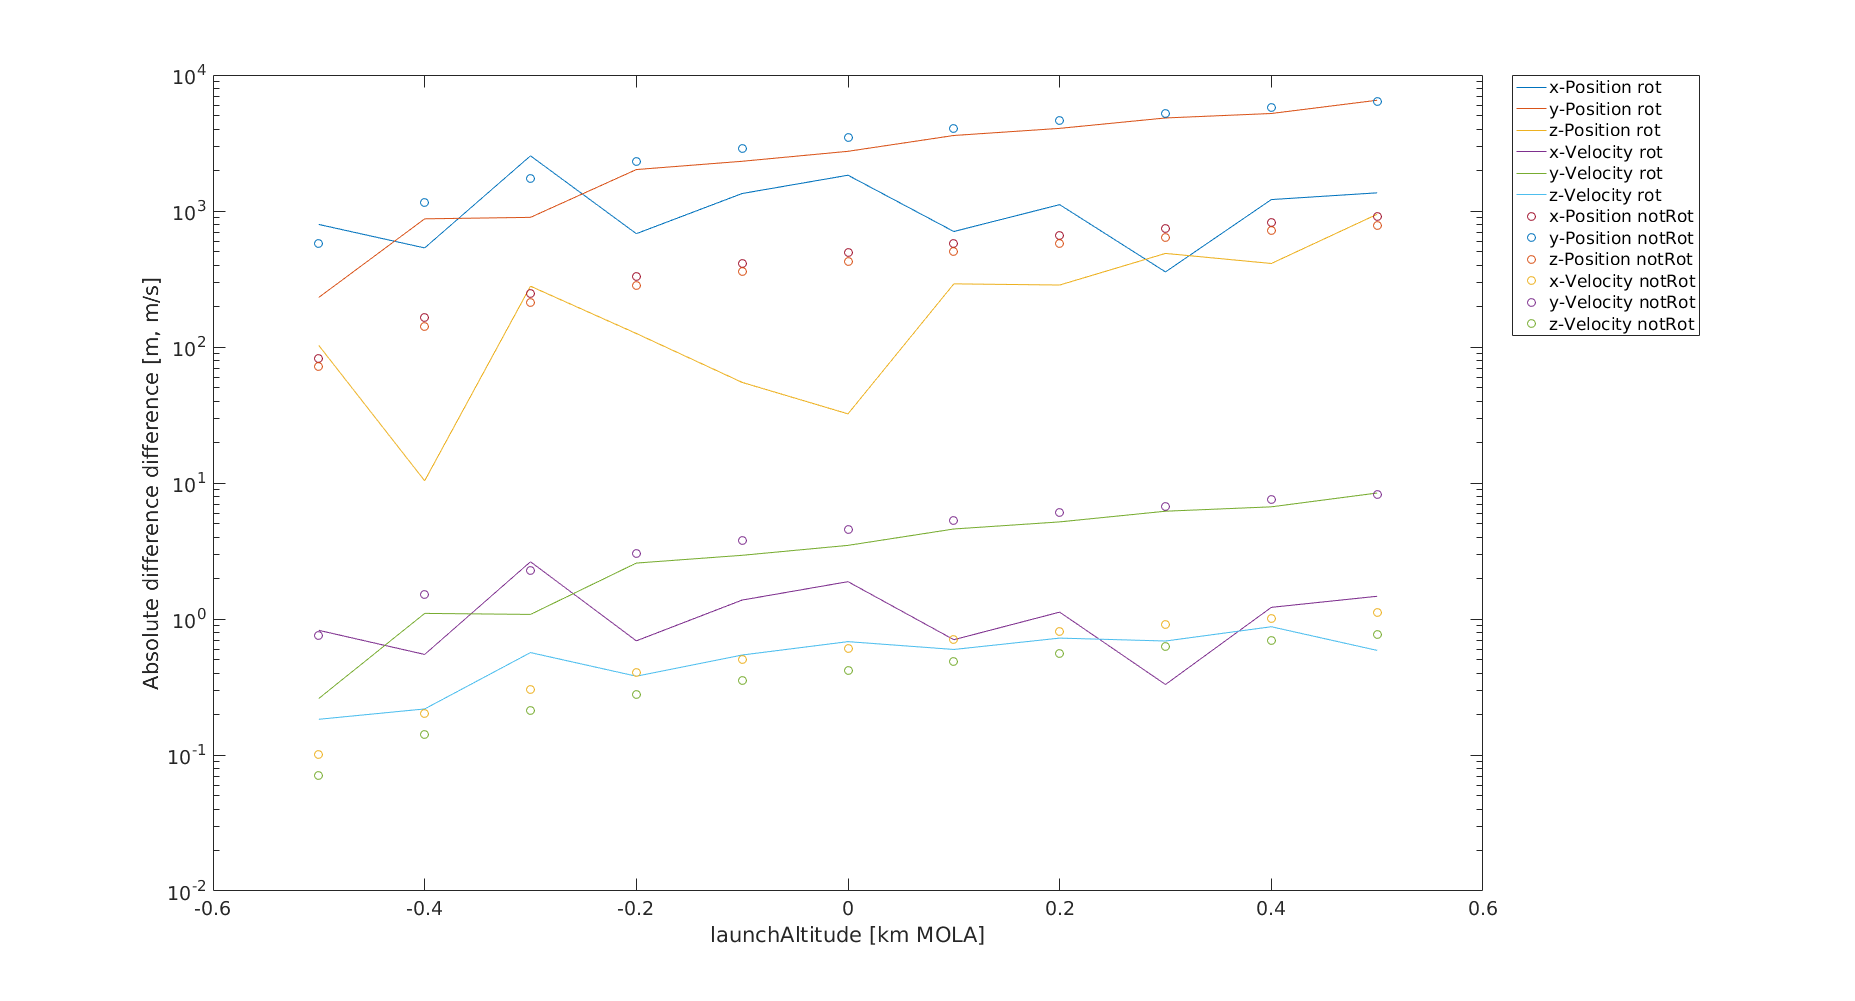 10^4
10^3
10^2
10^1
10^0
10^-1
10^-2
Absolute difference difference [m, m/s]
-0.6 -0.4 -0.2 0 0.2 0.4 0.6
launchAltitude [km MOLA]
x-Position rot
y-Position rot
z-Position rot
x-Velocity rot
y-Velocity rot
z-Velocity rot
x-Position notRot
y-Position notRot
z-Position notRot
x-Velocity notRot
y-Velocity notRot
z-Velocity notRot